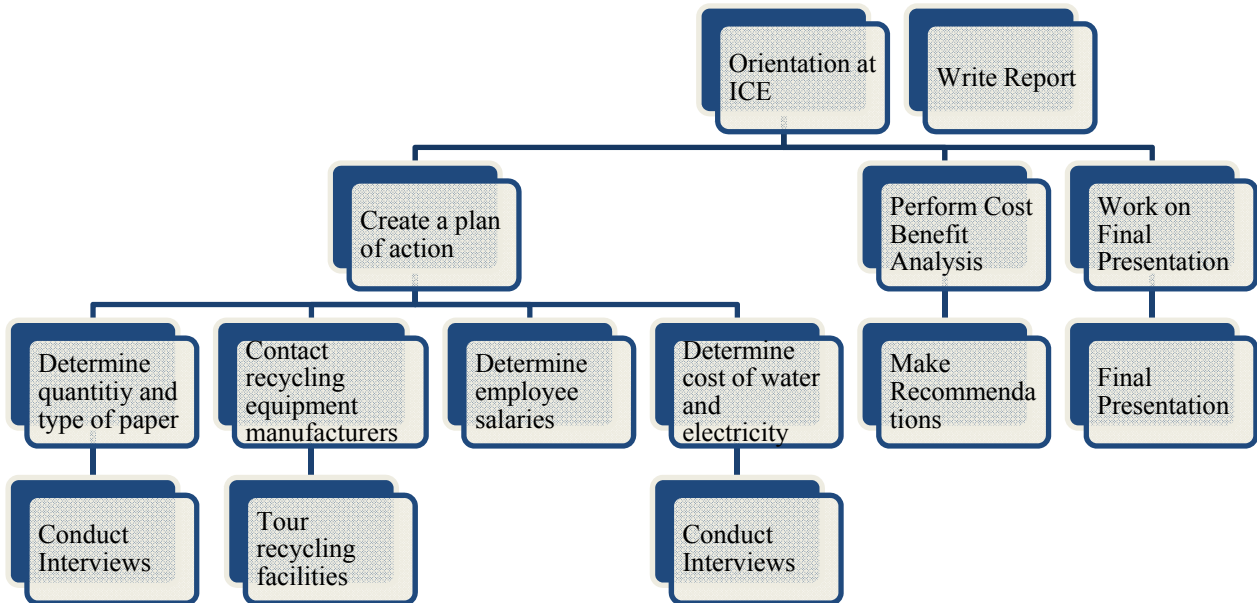 Orientation at
ICE
Write Report
Create a plan
of action
Perform Cost
Benefit
Analysis
Work on
Final
Presentation
Determine
quantitiy and
type of paper
Contact
recycling
equipment
manufacturers
Determine
employee
salaries
Determine
cost of water
and
electricity
Make
Recommenda
tions
Final
Presentation
Conduct
Interviews
Tour
recycling
facilities
Conduct
Interviews